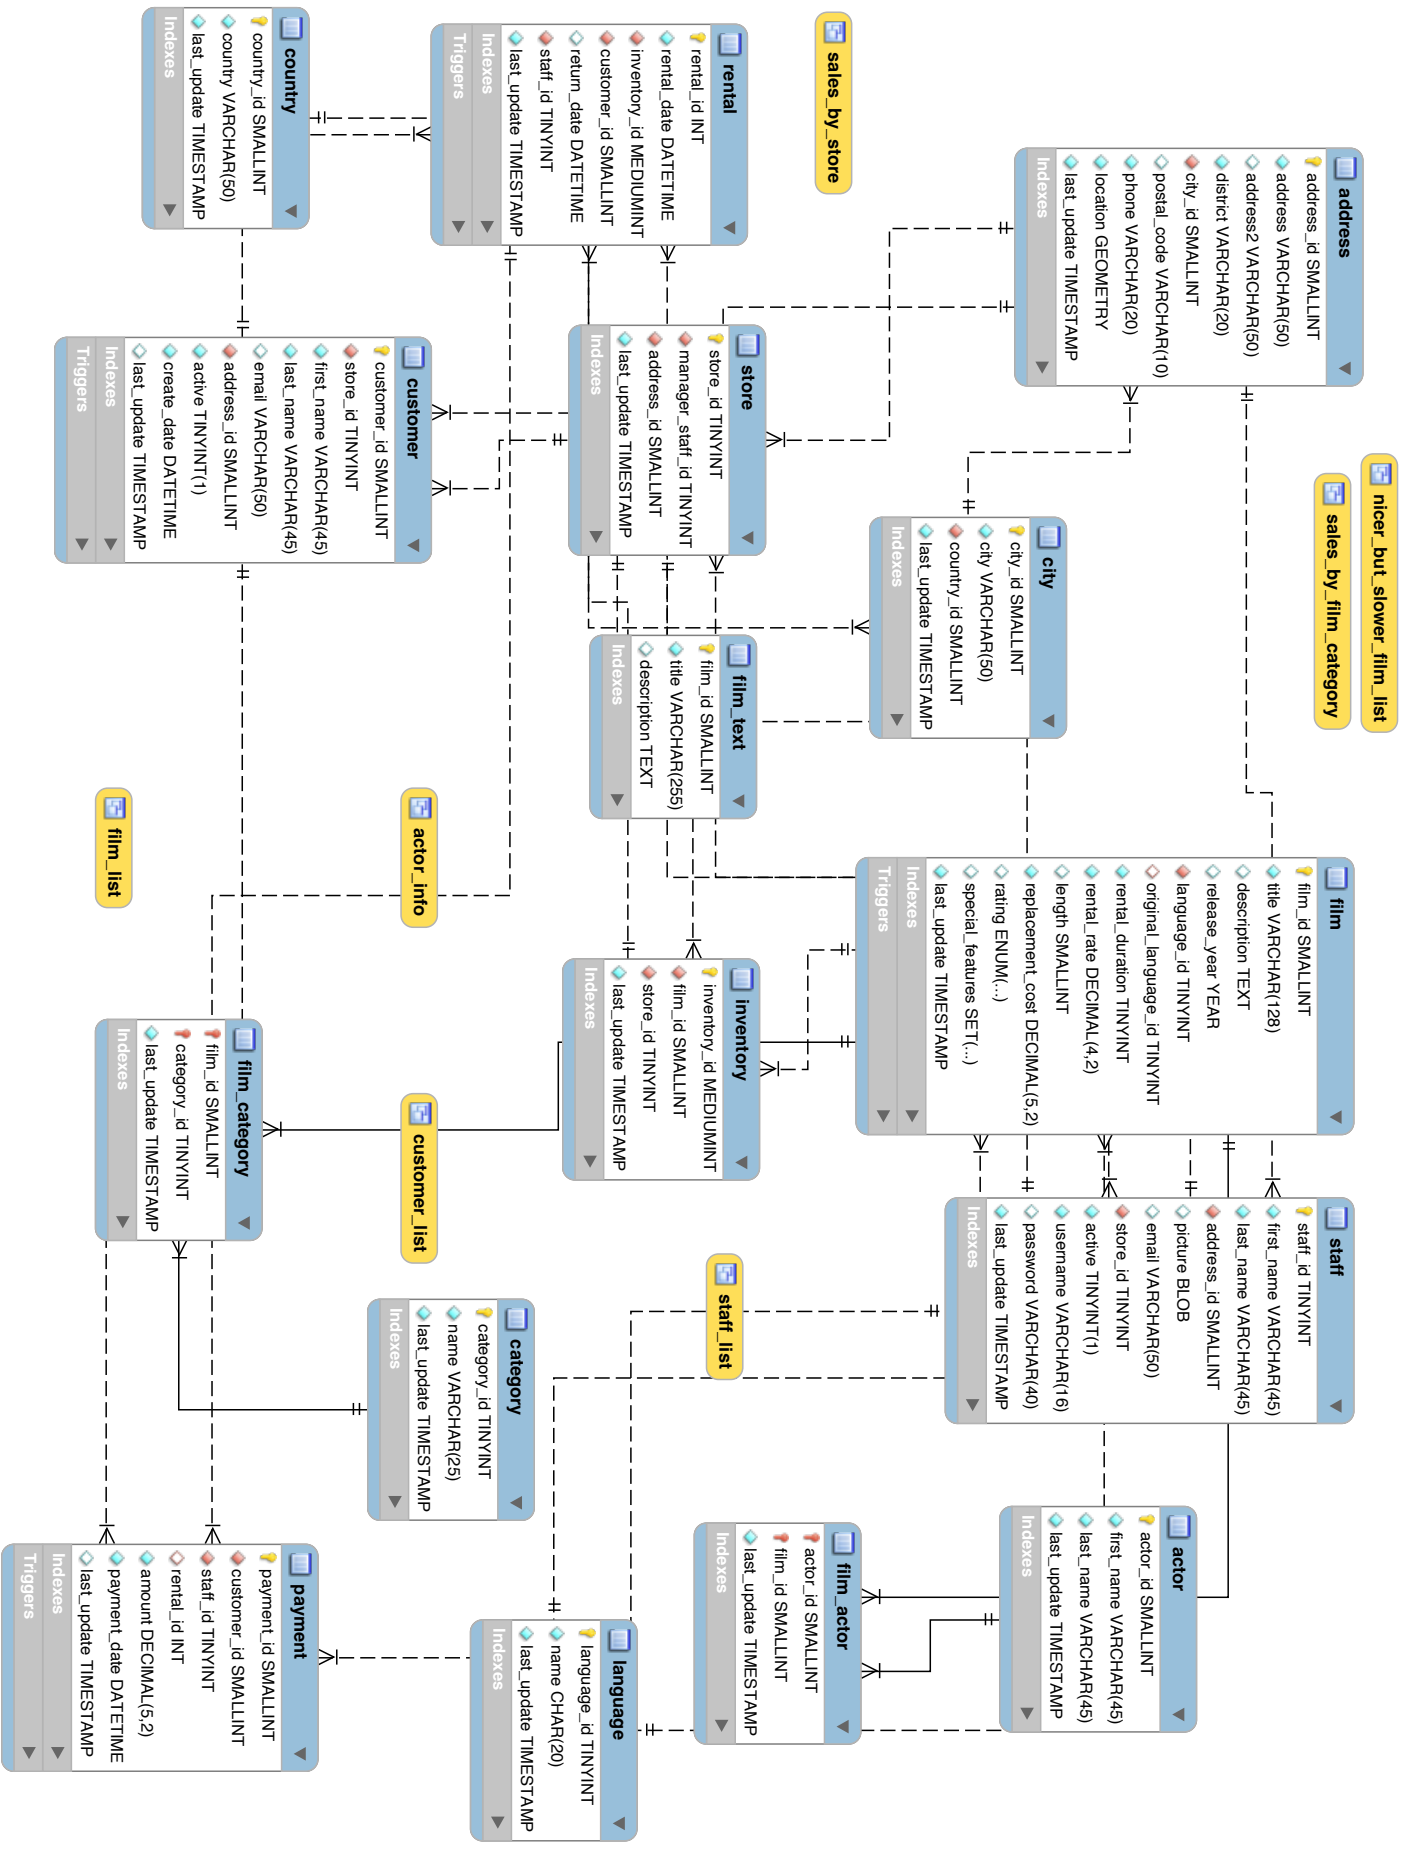 nicer_but_slower_film_list
sales_by_film_category
sales_by_store
address
address_id SMALLINT
address VARCHAR(50)
address2 VARCHAR(50)
district VARCHAR(20)
city_id SMALLINT
postal_code VARCHAR(10)
phone VARCHAR(20)
location GEOMETRY
last_update TIMESTAMP
Indexes
film
film_id SMALLINT
title VARCHAR(128)
description TEXT
release_year YEAR
language_id TINYINT
original_language_id TINYINT
rental_duration TINYINT
rental_rate DECIMAL(4,2)
length SMALLINT
replacement_cost DECIMAL(5,2)
rating ENUM(...)
special_features SET(...)
last_update TIMESTAMP
Indexes
Triggers
staff
staff_id TINYINT
first_name VARCHAR(45)
last_name VARCHAR(45)
address_id SMALLINT
picture BLOB
email VARCHAR(50)
store_id TINYINT
active TINYINT(1)
username VARCHAR(16)
password VARCHAR(40)
last_update TIMESTAMP
Indexes
actor
actor_id SMALLINT
first_name VARCHAR(45)
last_name VARCHAR(45)
last_update TIMESTAMP
Indexes
city
city_id SMALLINT
city VARCHAR(50)
country_id SMALLINT
last_update TIMESTAMP
Indexes
film_actor
actor_id SMALLINT
film_id SMALLINT
last_update TIMESTAMP
Indexes
rental
rental_id INT
rental_date DATETIME
inventory_id MEDIUMINT
customer_id SMALLINT
return_date DATETIME
staff_id TINYINT
last_update TIMESTAMP
Indexes
Triggers
store
store_id TINYINT
manager_staff_id TINYINT
address_id SMALLINT
last_update TIMESTAMP
Indexes
film_text
film_id SMALLINT
title VARCHAR(255)
description TEXT
Indexes
inventory
inventory_id MEDIUMINT
film_id SMALLINT
store_id TINYINT
last_update TIMESTAMP
Indexes
staff_list
language
language_id TINYINT
name CHAR(20)
last_update TIMESTAMP
Indexes
category
category_id TINYINT
name VARCHAR(25)
last_update TIMESTAMP
Indexes
actor_info
customer_list
country
country_id SMALLINT
country VARCHAR(50)
last_update TIMESTAMP
Indexes
customer
customer_id SMALLINT
store_id TINYINT
first_name VARCHAR(45)
last_name VARCHAR(45)
email VARCHAR(50)
address_id SMALLINT
active TINYINT(1)
create_date DATETIME
last_update TIMESTAMP
Indexes
Triggers
film_list
film_category
film_id SMALLINT
category_id TINYINT
last_update TIMESTAMP
Indexes
payment
payment_id SMALLINT
customer_id SMALLINT
staff_id TINYINT
rental_id INT
amount DECIMAL(5,2)
payment_date DATETIME
last_update TIMESTAMP
Indexes
Triggers